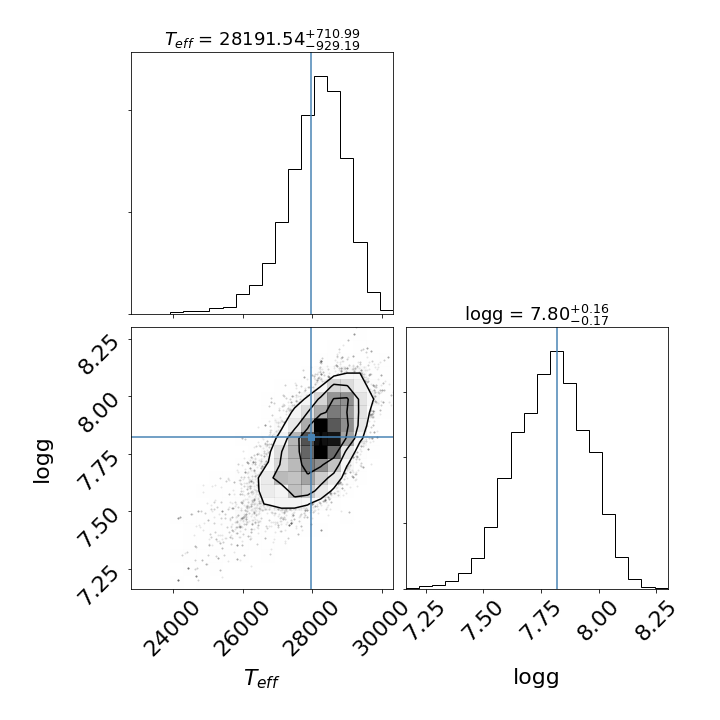 T_eff = 28191.54^{+710.99}_{-929.19}
logg = 7.80^{+0.16}_{-0.17}
8.25
8.00
7.75
7.50
7.25
logg
24000 26000 28000 30000 7.25 7.50 7.75 8.00 8.25
T_eff logg